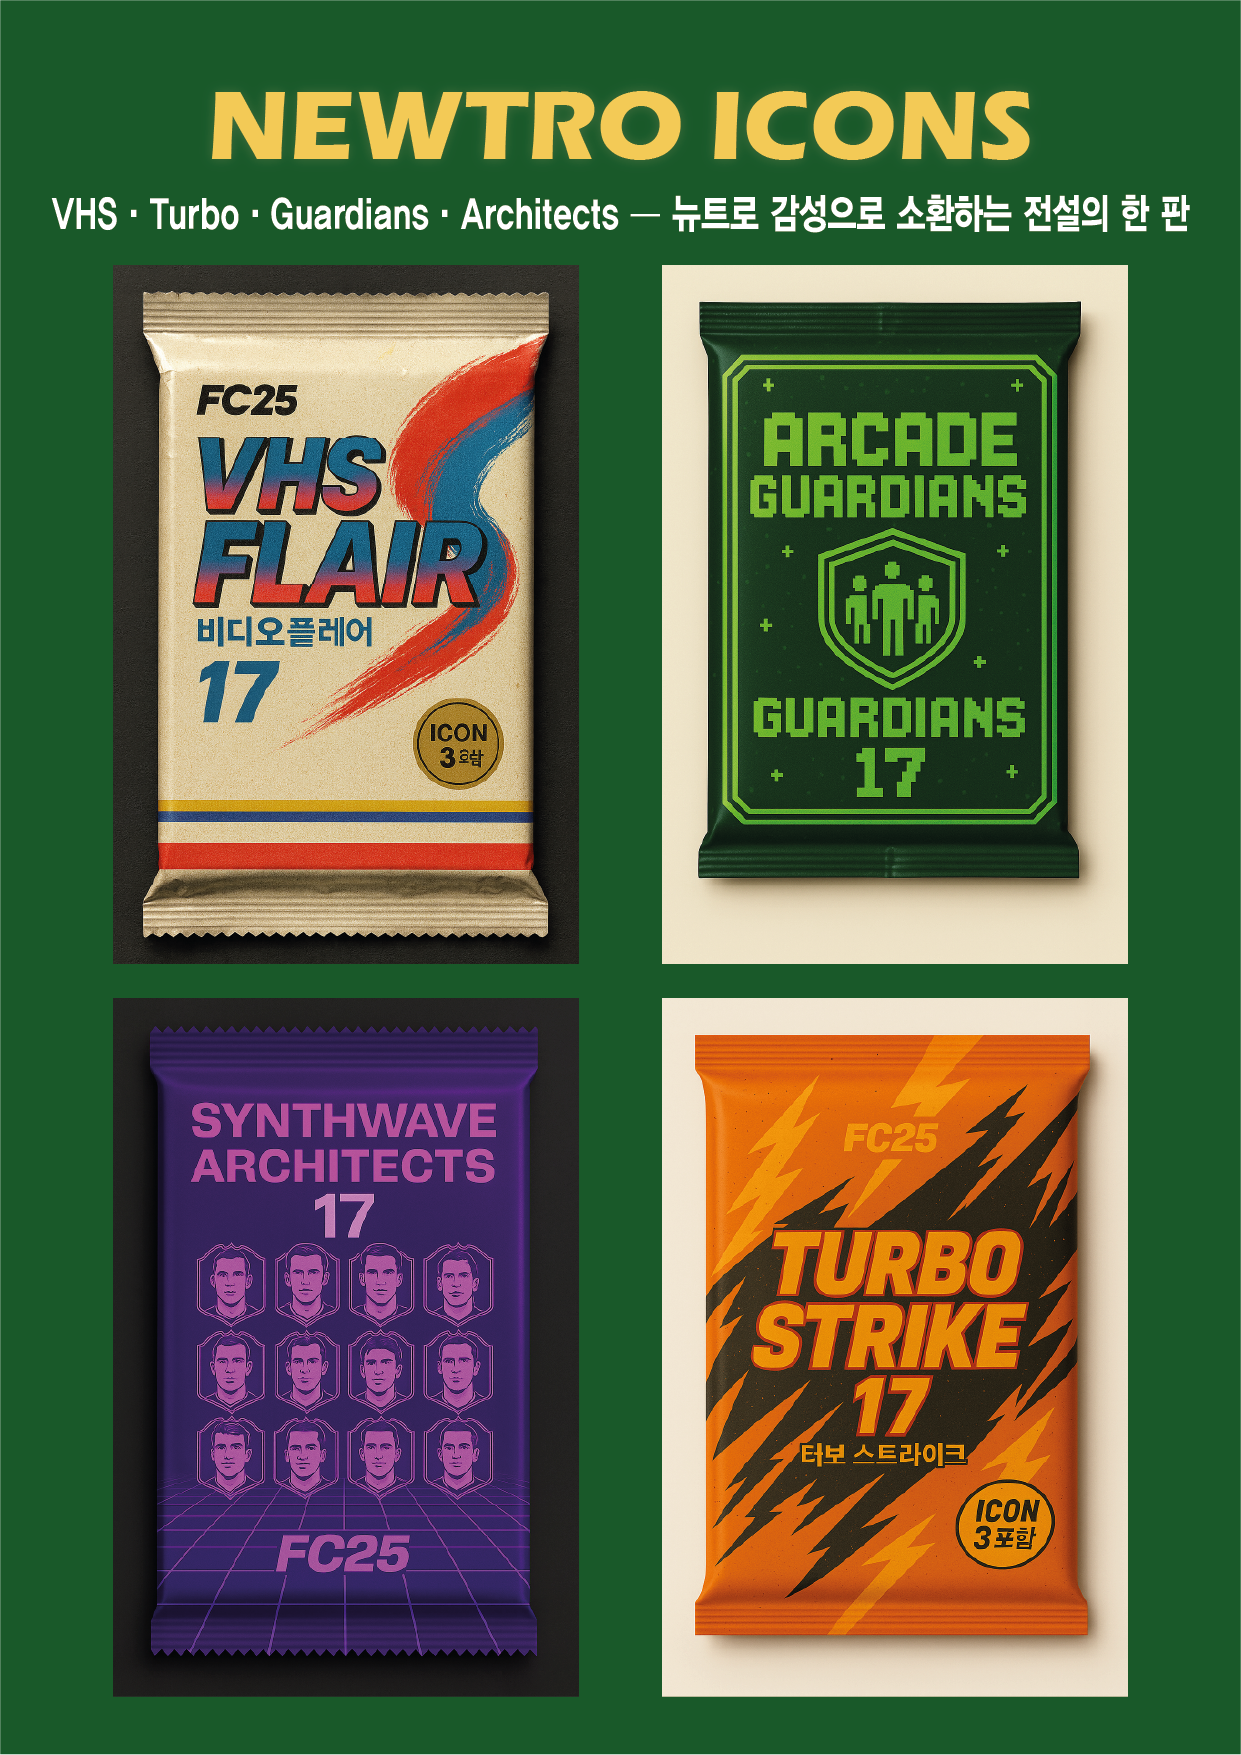 NEWTRO ICONS
VHS · Turbo · Guardians · Architects — 뉴트로 감성으로 소환하는 전설의 한 판
FC25
VHS
FLAIR
비디오플레어
17
ICON
3
ARCADE
GUARDIANS
GUARDIANS
17
SYNTHWAVE
ARCHITECTS
17
FC25
FC25
TURBO
STRIKE
17
터보 스트라이크
ICON
3포함